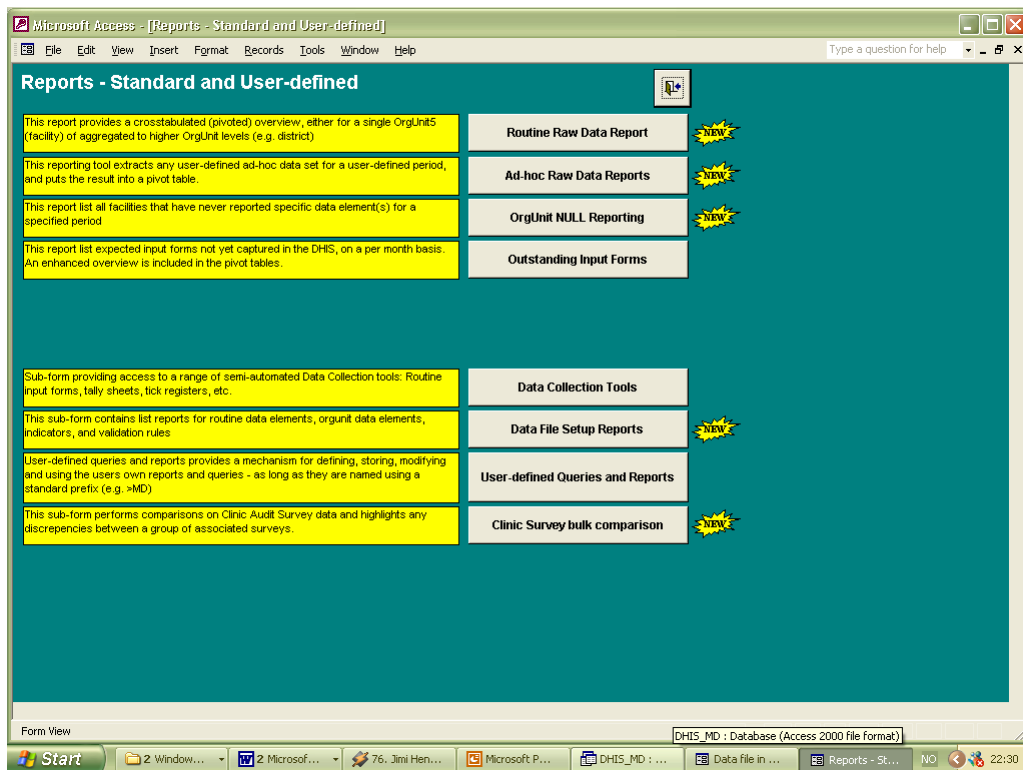 Microsoft Access - [Reports - Standard and User-defined]
File Edit View Insert Format Records Tools Window Help
Type a question for help
Reports - Standard and User-defined
This report provides a crosstabulated (pivoted) overview, either for a single OrgUnit5
(facility) of aggregated to higher OrgUnit levels (e.g. district)
Routine Raw Data Report
NEW
This reporting tool extracts any user-defined ad-hoc data set for a user-defined period,
and puts the result into a pivot table.
Ad-hoc Raw Data Reports
NEW
This report list all facilities that have never reported specific data element(s) for a
specified period
OrgUnit NULL Reporting
NEW
This report list expected input forms not yet captured in the DHIS, on a per month basis.
An enhanced overview is included in the pivot tables.
Outstanding Input Forms
Sub-form providing access to a range of semi-automated Data Collection tools: Routine
input forms, tally sheets, tick registers, etc.
Data Collection Tools
This sub-form contains list reports for routine data elements, orgunit data elements,
indicators, and validation rules
Data File Setup Reports
NEW
User-defined queries and reports provides a mechanism for defining, storing, modifying
and using the users own reports and queries - as long as they are named using a
standard prefix (e.g. >MD)
User-defined Queries and Reports
This sub-form performs comparisons on Clinic Audit Survey data and highlights any
discrepencies between a group of associated surveys.
Clinic Survey bulk comparison
NEW
Form View
DHIS_MD : Database (Access 2000 file format)
Start
2 Window...
2 Microsof...
76. Jimi Hen...
Microsoft P...
DHIS_MD : ...
Data file in ...
Reports - St...
NO
22:30